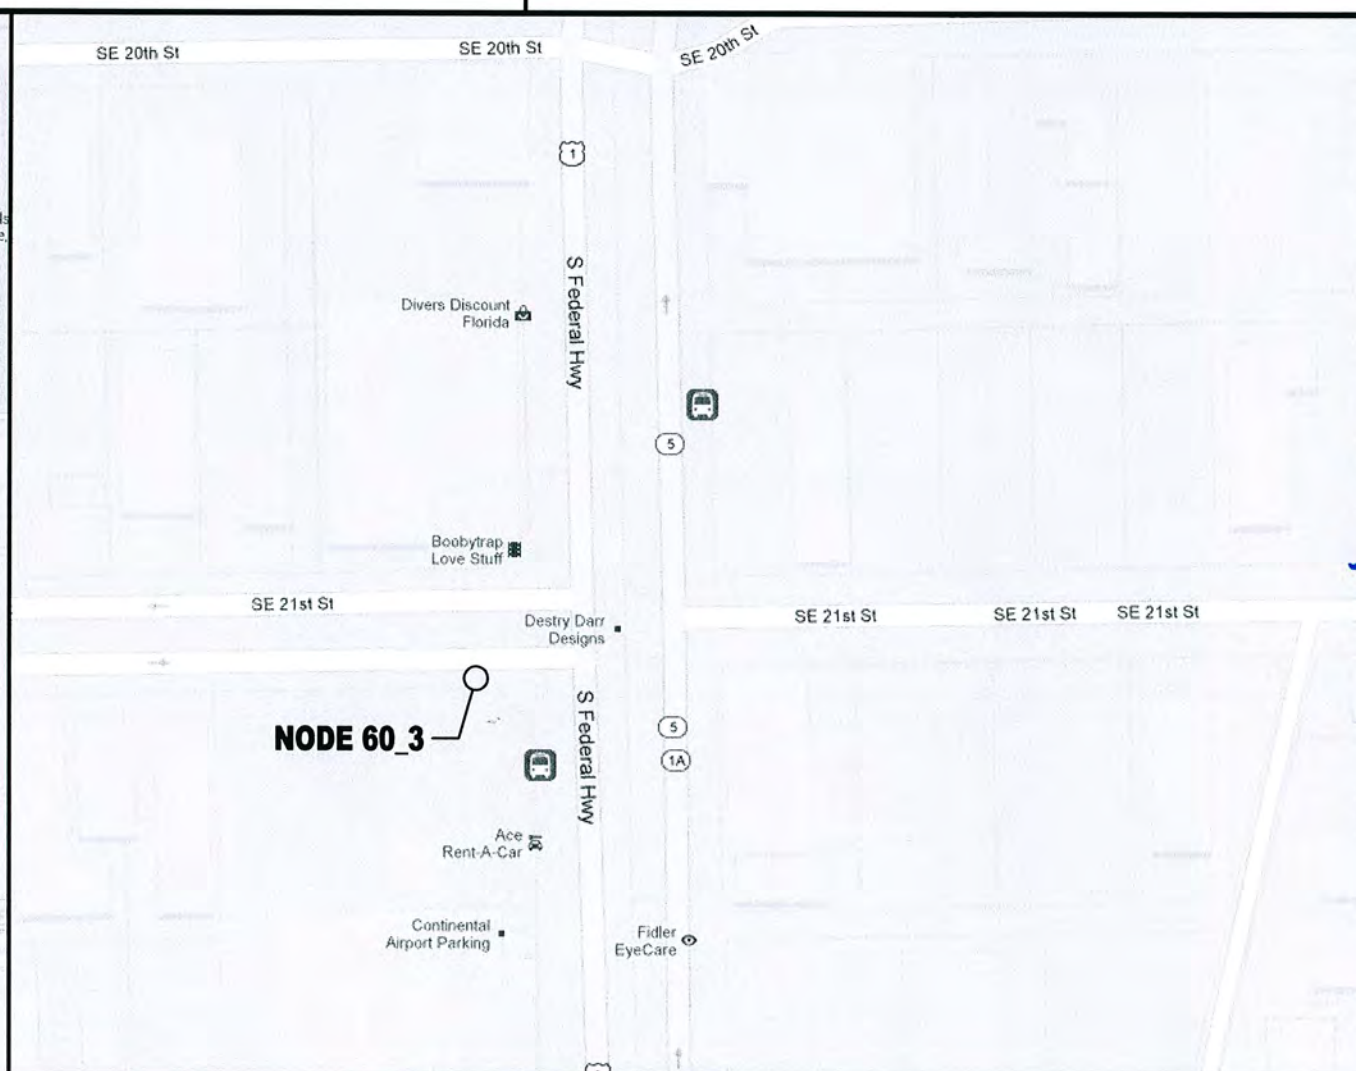 SE 20th St
SE 20th St
SE 20th St
1
S Federal Hwy
Divers Discount
Florida
5
Boobytrap
Love Stuff
SE 21st St
Destry Darr
Designs
SE 21st St
SE 21st St
SE 21st St
NODE 60_3
S Federal Hwy
5
1A
Ace
Rent-A-Car
Continental
Airport Parking
Fidler
EyeCare